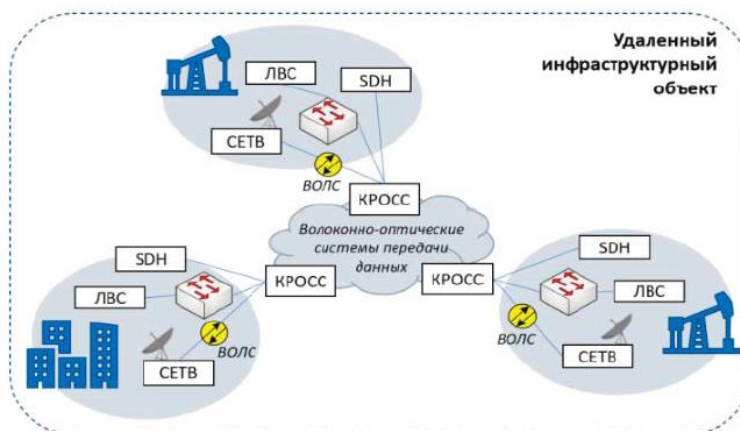 Удаленный
инфраструктурный
объект
ЛВС
SDH
СЕТВ
ВОЛС
КРОСС
Волоконно-оптические
системы передачи
данных
SDH
КРОСС
ЛВС
ВОЛС
СЕТВ
КРОСС
SDH
ЛВС
ВОЛС
СЕТВ